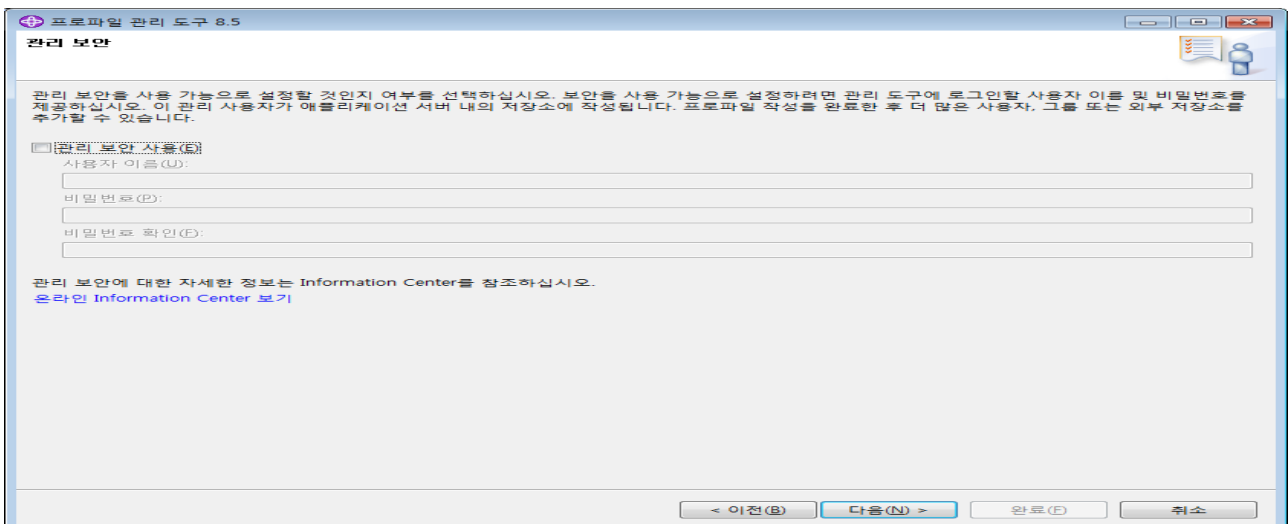 프로파일 관리 도구 8.5
관리 보안
관리 보안을 사용 가능으로 설정할 것인지 여부를 선택하십시오. 보안을 사용 가능으로 설정하려면 관리 도구에 로그인할 사용자 이름 및 비밀번호를
제공하십시오. 이 관리 사용자가 애플리케이션 서버 내의 저장소에 작성됩니다. 프로파일 작성을 완료한 후 더 많은 사용자, 그룹 또는 외부 저장소를
추가할 수 있습니다.
관리 보안 사용(E)
사용자 이름(U):
비밀번호(P):
비밀번호 확인(F):
관리 보안에 대한 자세한 정보는 Information Center를 참조하십시오.
온라인 Information Center 보기
< 이전(B) 다음(N) > 완료(F) 취소